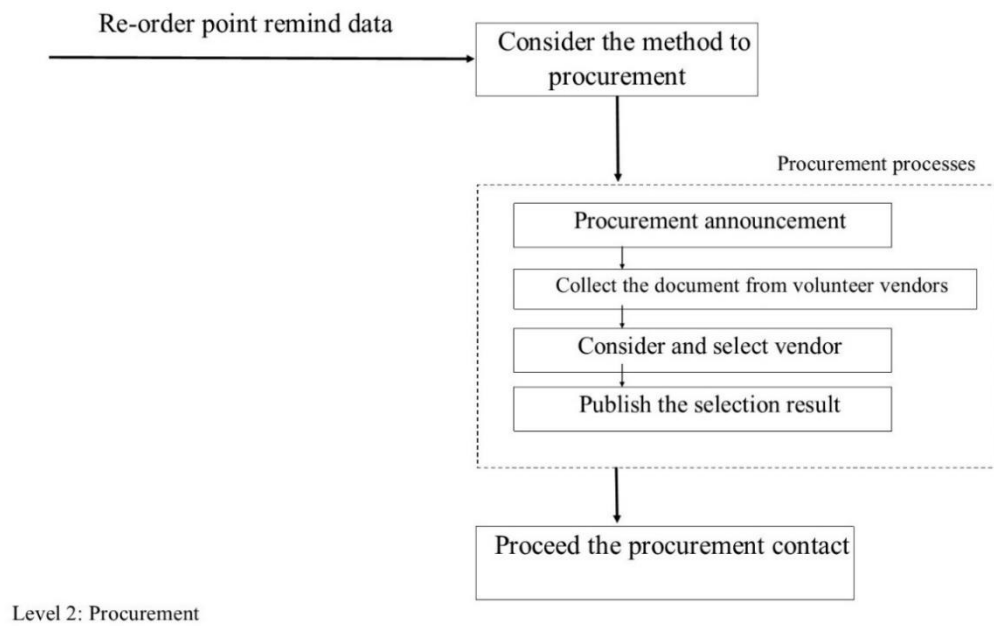 Re-order point remind data
Consider the method to
procurement
Procurement processes
Procurement announcement
Collect the document from volunteer vendors
Consider and select vendor
Publish the selection result
Proceed the procurement contact
Level 2: Procurement